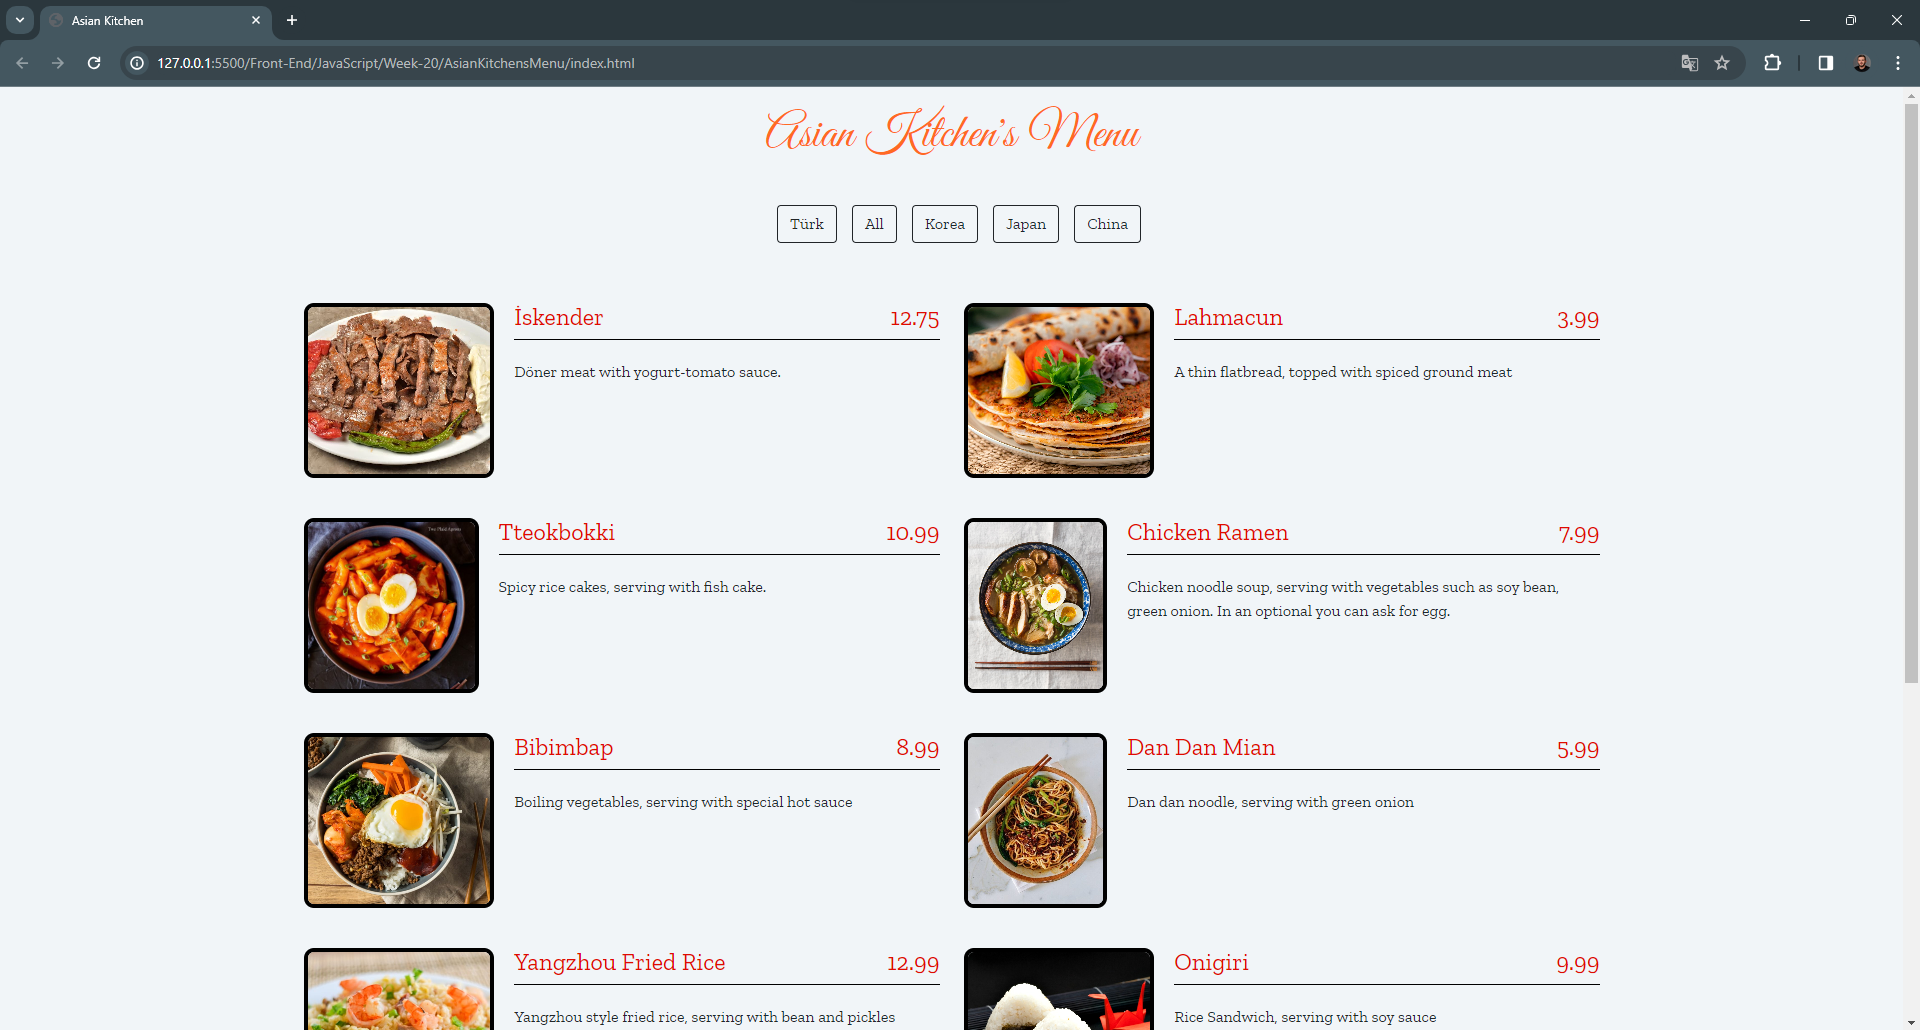 Asian Kitchen
127.0.0.1:5500/Front-End/JavaScript/Week-20/AsianKitchensMenu/index.html
Asian Kitchen's Menu
Türk
All
Korea
Japan
China
İskender 12.75
Döner meat with yogurt-tomato sauce.
Lahmacun 3.99
A thin flatbread, topped with spiced ground meat
Tteokbokki 10.99
Spicy rice cakes, serving with fish cake.
Chicken Ramen 7.99
Chicken noodle soup, serving with vegetables such as soy bean,
green onion. In an optional you can ask for egg.
Bibimbap 8.99
Boiling vegetables, serving with special hot sauce
Dan Dan Mian 5.99
Dan dan noodle, serving with green onion
Yangzhou Fried Rice 12.99
Yangzhou style fried rice, serving with bean and pickles
Onigiri 9.99
Rice Sandwich, serving with soy sauce